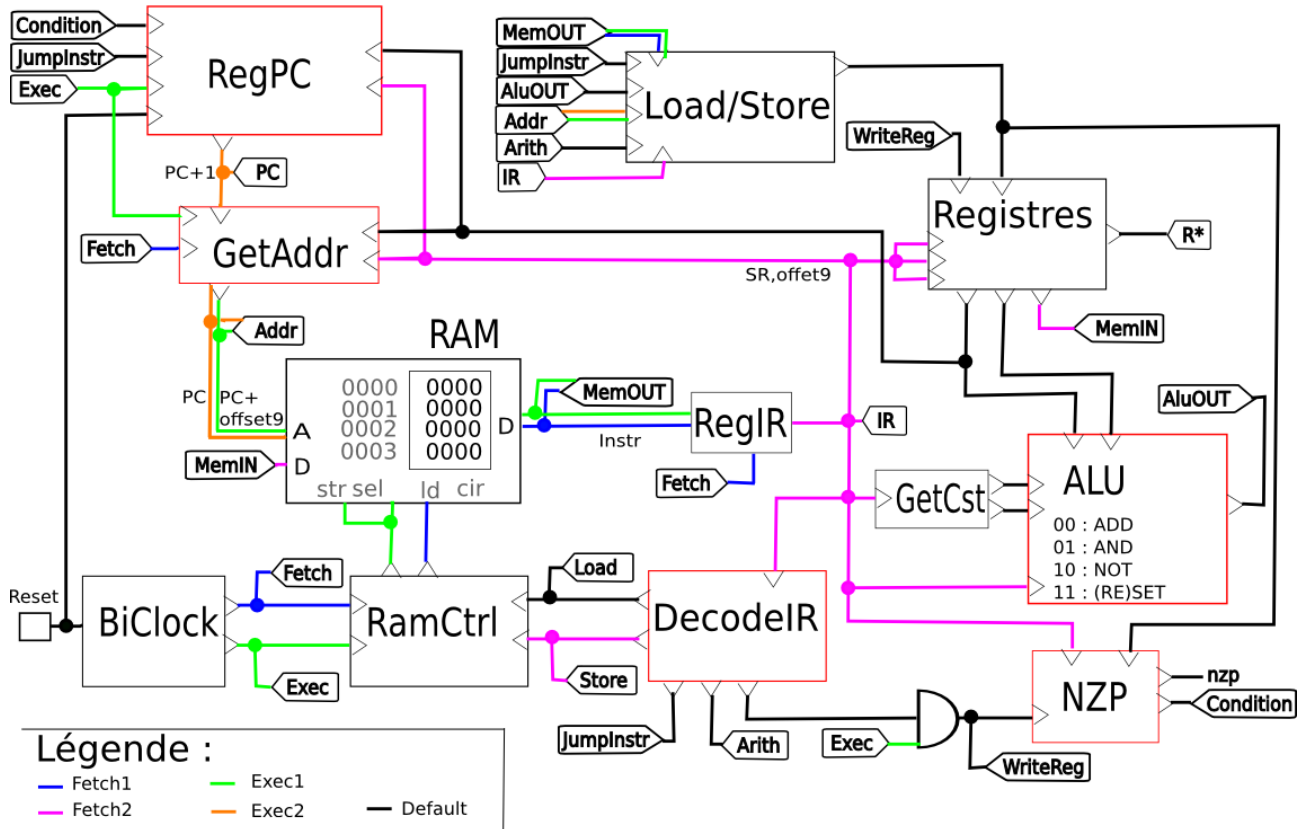 Condition
JumpInstr
Exec
RegPC
PC+1
PC
Fetch
GetAddr
Addr
PC
PC+
offset9
MemOUT
JumpInstr
AluOUT
Addr
Arith
IR
Load/Store
WriteReg
Registres
R*
SR,offet9
MemIN
RAM
0000
0001
0002
0003
0000
0000
0000
0000
A
D
D
str sel
ld
cir
MemIN
MemOUT
Instr
RegIR
Fetch
IR
AluOUT
GetCst
ALU
00 : ADD
01 : AND
10 : NOT
11 : (RE)SET
Reset
BiClock
Fetch
Exec
RamCtrl
Load
Store
DecodeIR
JumpInstr
Arith
Exec
WriteReg
NZP
nzp
Condition
Légende :
Fetch1
Fetch2
Exec1
Exec2
Default